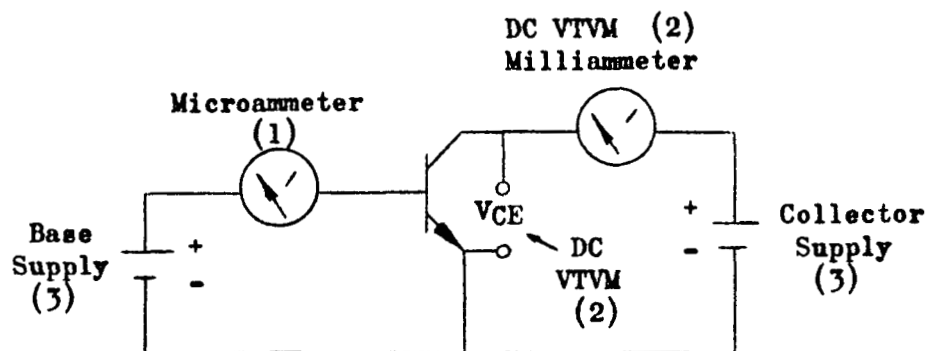 DC VTVM (2)
Milliammeter
Microammeter
(1)
VCE
Base
Supply
(3)
+
-
DC
VTVM
(2)
+
-
Collector
Supply
(3)